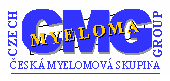 CZECH
CMG
MYELOMA
GROUP
ČESKÁ MYELOMOVÁ SKUPINA